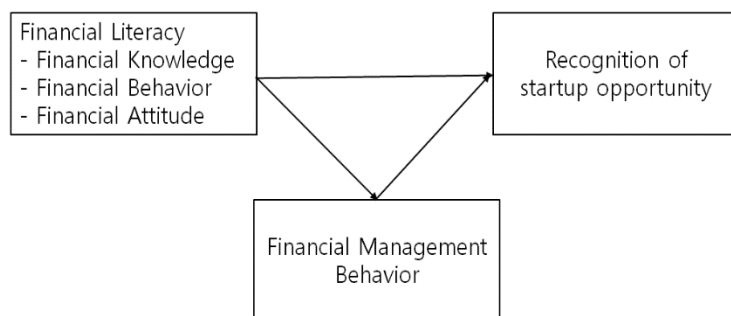 Financial Literacy
- Financial Knowledge
- Financial Behavior
- Financial Attitude
Recognition of
startup opportunity
Financial Management
Behavior